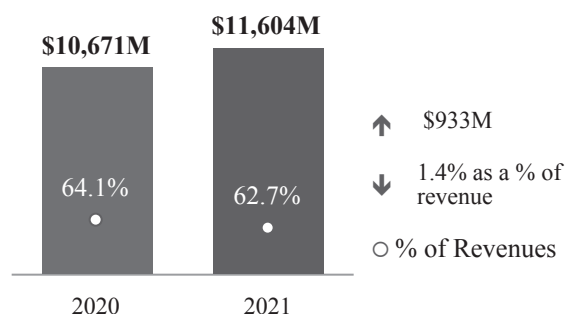 $10,671M
$11,604M
64.1%
62.7%
2020
2021
$933M
1.4% as a % of
revenue
% of Revenues